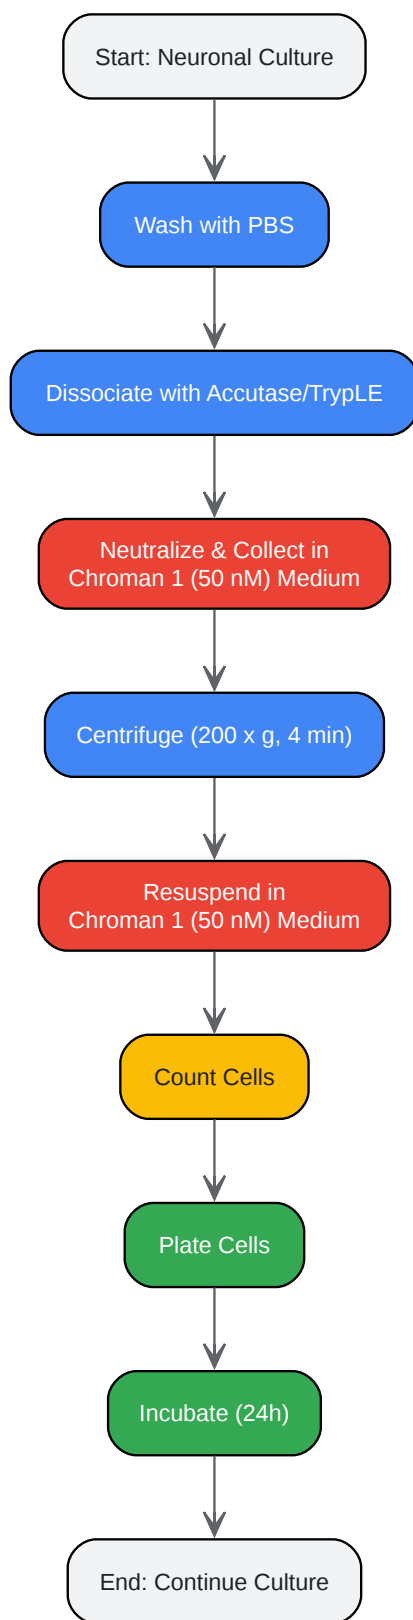 Start: Neuronal Culture
Wash with PBS
Dissociate with Accutase/TrypLE
Neutralize & Collect in
Chroman 1 (50 nM) Medium
Centrifuge (200 x g, 4 min)
Resuspend in
Chroman 1 (50 nM) Medium
Count Cells
Plate Cells
Incubate (24h)
End: Continue Culture